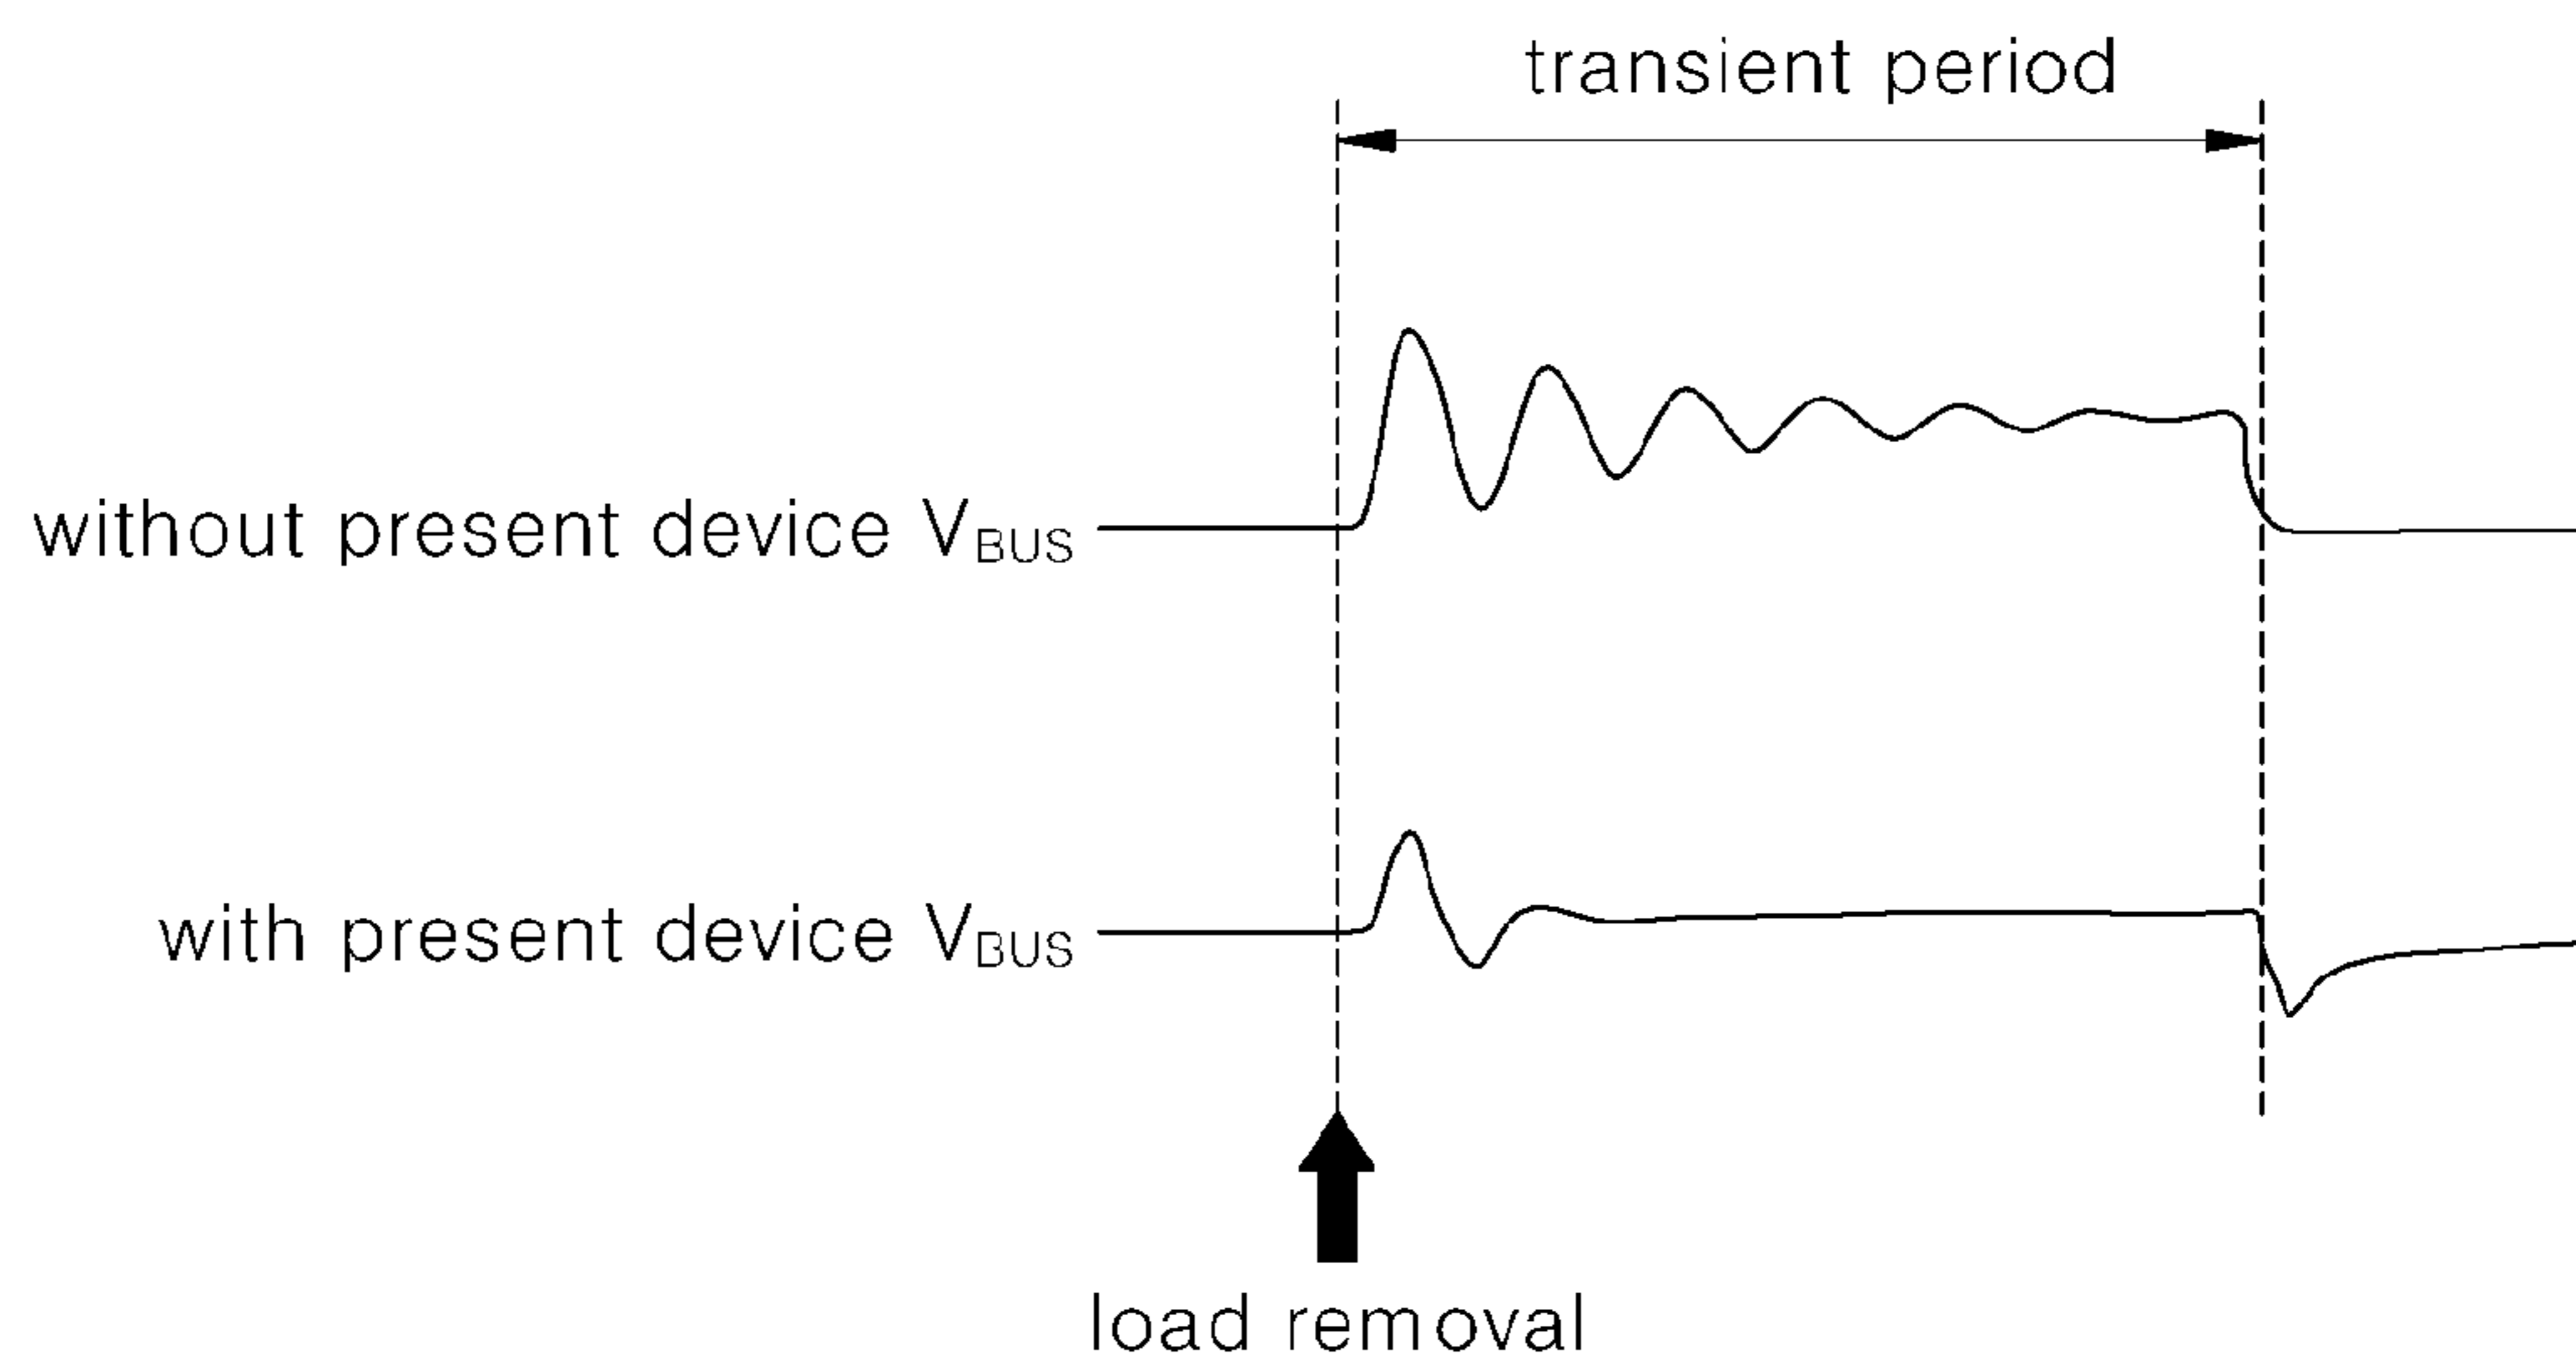 transient period
without present device VBUS
with present device VBUS
load removal